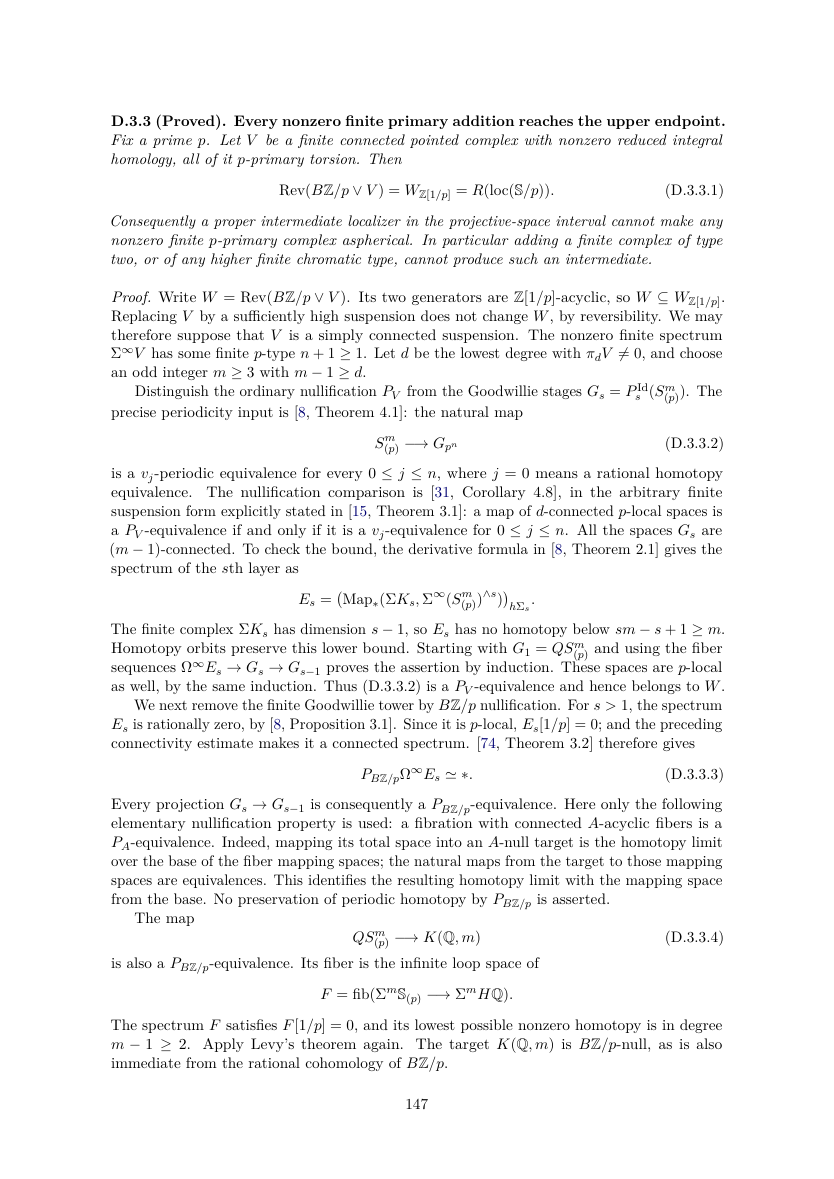 D.3.3 (Proved). Every nonzero finite primary addition reaches the upper endpoint.
Fix a prime p. Let V be a finite connected pointed complex with nonzero reduced integral
homology, all of it p-primary torsion. Then
Rev(Bℤ/p ∨ V) = W_{ℤ[1/p]} = R(loc(𝕊/p)). (D.3.3.1)
Consequently a proper intermediate localizer in the projective-space interval cannot make any
nonzero finite p-primary complex aspherical. In particular adding a finite complex of type
two, or of any higher finite chromatic type, cannot produce such an intermediate.
Proof. Write W = Rev(Bℤ/p ∨ V). Its two generators are ℤ[1/p]-acyclic, so W ⊆ W_{ℤ[1/p]}.
Replacing V by a sufficiently high suspension does not change W, by reversibility. We may
therefore suppose that V is a simply connected suspension. The nonzero finite spectrum
Σ^∞V has some finite p-type n + 1 ≥ 1. Let d be the lowest degree with π_dV ≠ 0, and choose
an odd integer m ≥ 3 with m − 1 ≥ d.
Distinguish the ordinary nullification P_V from the Goodwillie stages G_s = P_s^{Id}(S^m_{(p)}). The
precise periodicity input is [8, Theorem 4.1]: the natural map
S^m_{(p)} ⟶ G_{p^n} (D.3.3.2)
is a v_j-periodic equivalence for every 0 ≤ j ≤ n, where j = 0 means a rational homotopy
equivalence. The nullification comparison is [31, Corollary 4.8], in the arbitrary finite
suspension form explicitly stated in [15, Theorem 3.1]: a map of d-connected p-local spaces is
a P_V-equivalence if and only if it is a v_j-equivalence for 0 ≤ j ≤ n. All the spaces G_s are
(m − 1)-connected. To check the bound, the derivative formula in [8, Theorem 2.1] gives the
spectrum of the sth layer as
E_s = (Map_*(ΣK_s, Σ^∞(S^m_{(p)})^{∧s}))_{hΣ_s}.
The finite complex ΣK_s has dimension s − 1, so E_s has no homotopy below sm − s + 1 ≥ m.
Homotopy orbits preserve this lower bound. Starting with G_1 = QS^m_{(p)} and using the fiber
sequences Ω^∞E_s → G_s → G_{s−1} proves the assertion by induction. These spaces are p-local
as well, by the same induction. Thus (D.3.3.2) is a P_V-equivalence and hence belongs to W.
We next remove the finite Goodwillie tower by Bℤ/p nullification. For s > 1, the spectrum
E_s is rationally zero, by [8, Proposition 3.1]. Since it is p-local, E_s[1/p] = 0; and the preceding
connectivity estimate makes it a connected spectrum. [74, Theorem 3.2] therefore gives
P_{Bℤ/p}Ω^∞E_s ≃ *. (D.3.3.3)
Every projection G_s → G_{s−1} is consequently a P_{Bℤ/p}-equivalence. Here only the following
elementary nullification property is used: a fibration with connected A-acyclic fibers is a
P_A-equivalence. Indeed, mapping its total space into an A-null target is the homotopy limit
over the base of the fiber mapping spaces; the natural maps from the target to those mapping
spaces are equivalences. This identifies the resulting homotopy limit with the mapping space
from the base. No preservation of periodic homotopy by P_{Bℤ/p} is asserted.
The map
QS^m_{(p)} ⟶ K(ℚ, m) (D.3.3.4)
is also a P_{Bℤ/p}-equivalence. Its fiber is the infinite loop space of
F = fib(Σ^m𝕊_{(p)} ⟶ Σ^mHℚ).
The spectrum F satisfies F[1/p] = 0, and its lowest possible nonzero homotopy is in degree
m − 1 ≥ 2. Apply Levy's theorem again. The target K(ℚ, m) is Bℤ/p-null, as is also
immediate from the rational cohomology of Bℤ/p.
147